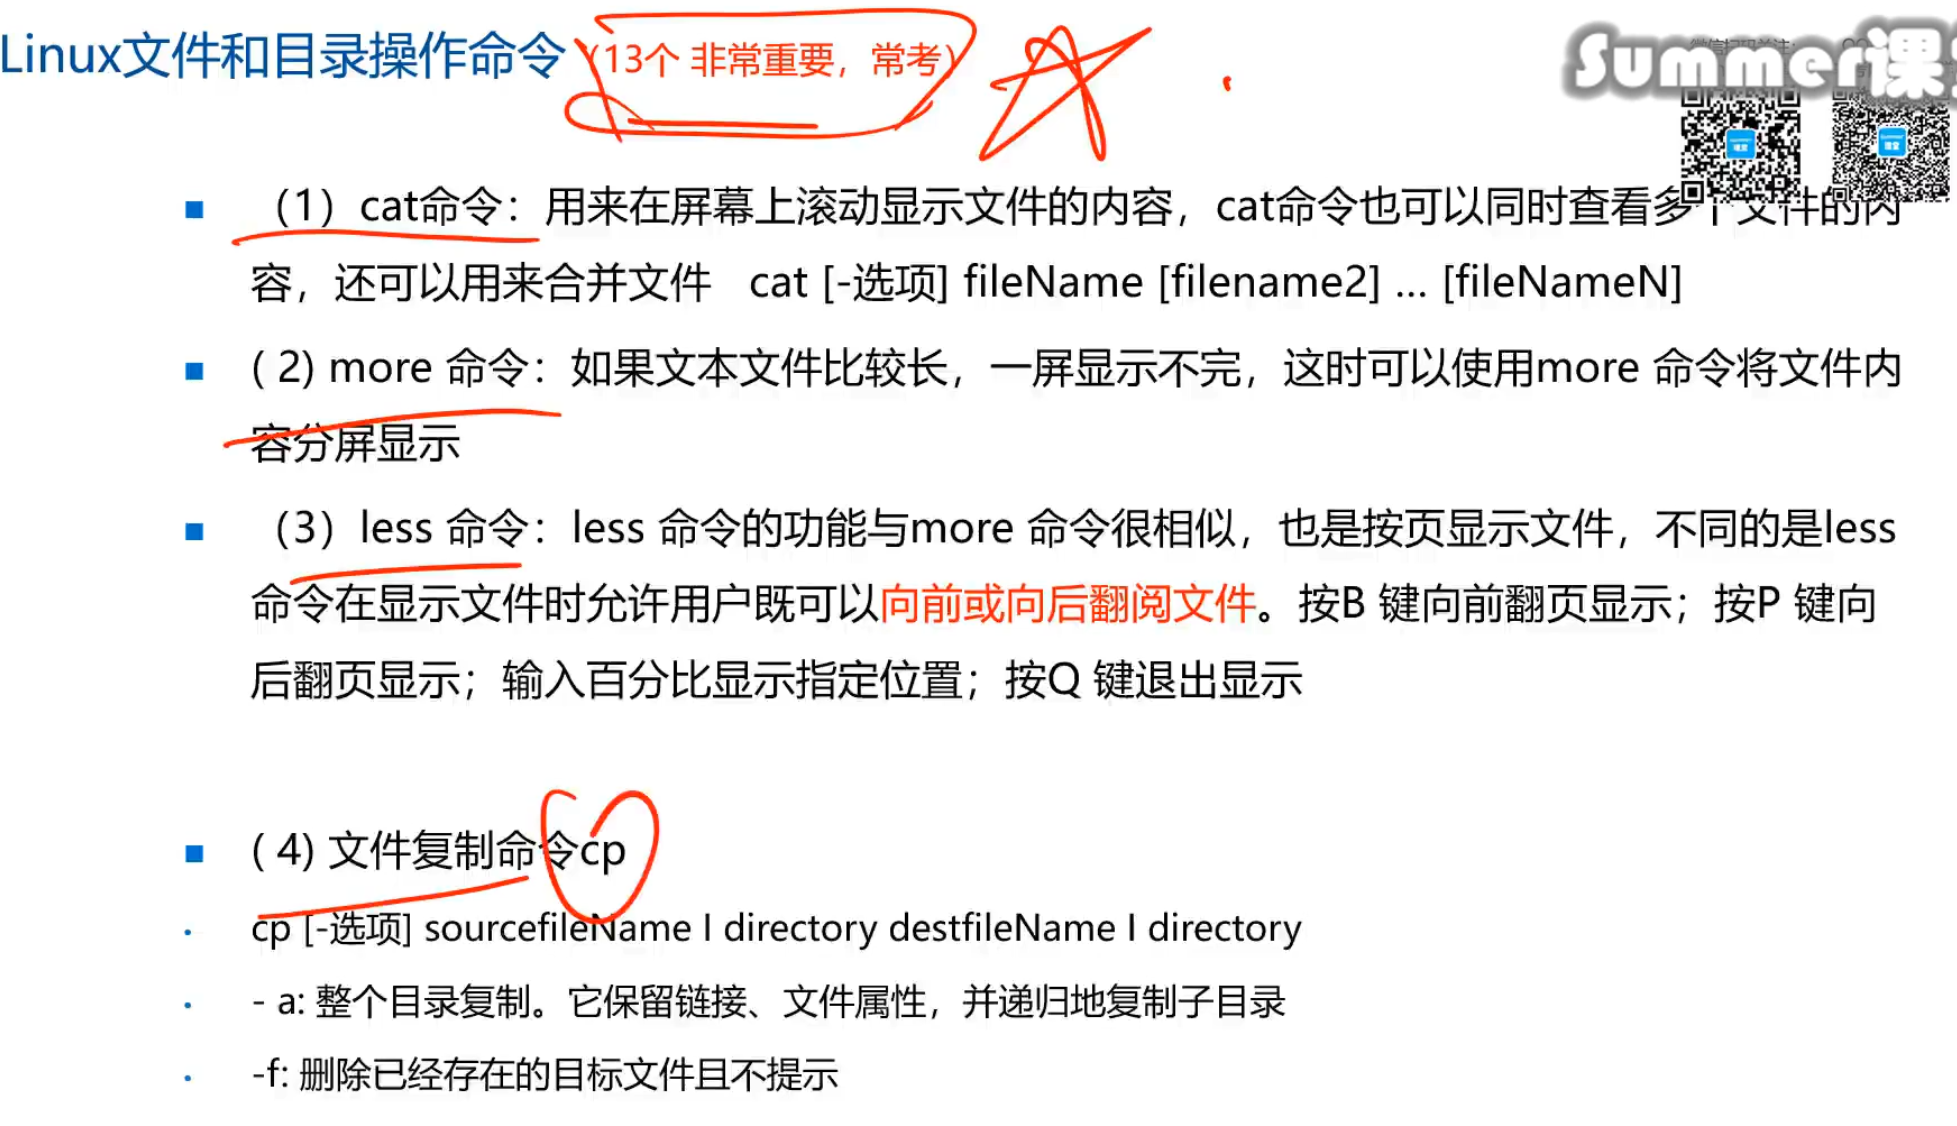 Linux文件和目录操作命令（13个 非常重要，常考）
Summer课
（1）cat命令：用来在屏幕上滚动显示文件的内容，cat命令也可以同时查看多个文件的内
容，还可以用来合并文件 cat [-选项] fileName [filename2] ... [fileNameN]
( 2) more 命令：如果文本文件比较长，一屏显示不完，这时可以使用more 命令将文件内
容分屏显示
（3）less 命令：less 命令的功能与more 命令很相似，也是按页显示文件，不同的是less
命令在显示文件时允许用户既可以向前或向后翻阅文件。按B 键向前翻页显示；按P 键向
后翻页显示；输入百分比显示指定位置；按Q 键退出显示
( 4) 文件复制命令cp
cp [-选项] sourcefileName I directory destfileName I directory
- a: 整个目录复制。它保留链接、文件属性，并递归地复制子目录
-f: 删除已经存在的目标文件且不提示